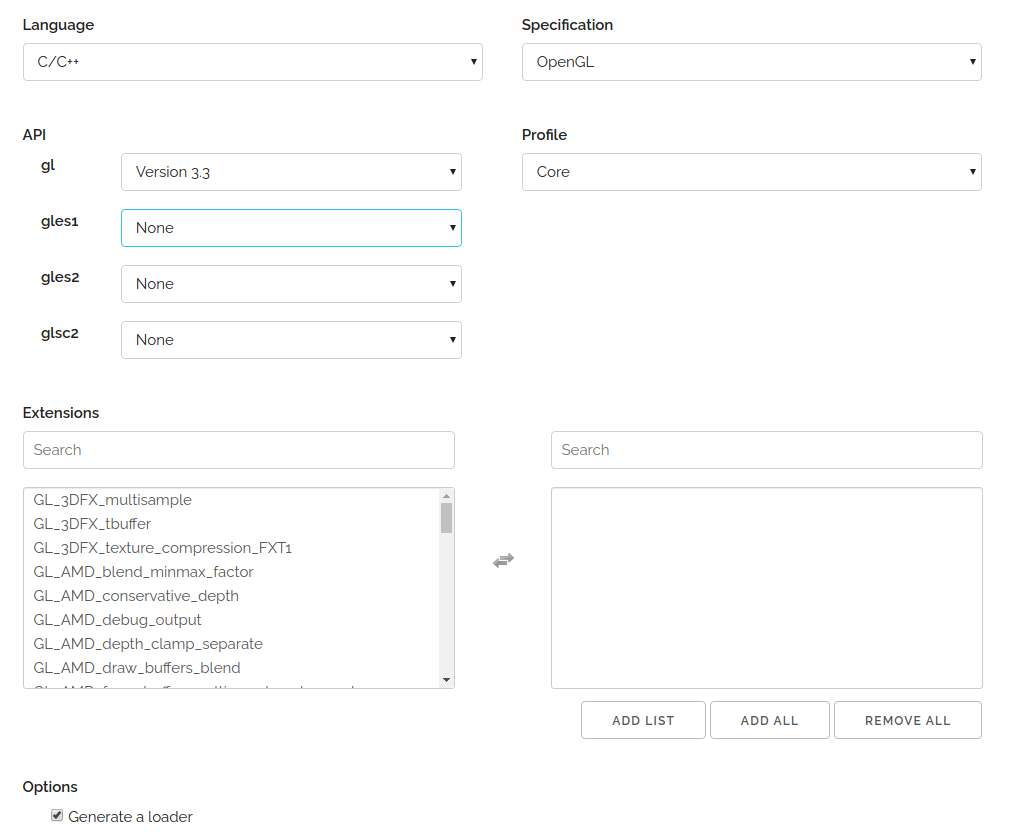 Language
Specification
C/C++
OpenGL
API
Profile
gl
Version 3.3
Core
gles1
None
gles2
None
glsc2
None
Extensions
Search
Search
GL_3DFX_multisample
GL_3DFX_tbuffer
GL_3DFX_texture_compression_FXT1
GL_AMD_blend_minmax_factor
GL_AMD_conservative_depth
GL_AMD_debug_output
GL_AMD_depth_clamp_separate
GL_AMD_draw_buffers_blend
ADD LIST
ADD ALL
REMOVE ALL
Options
Generate a loader